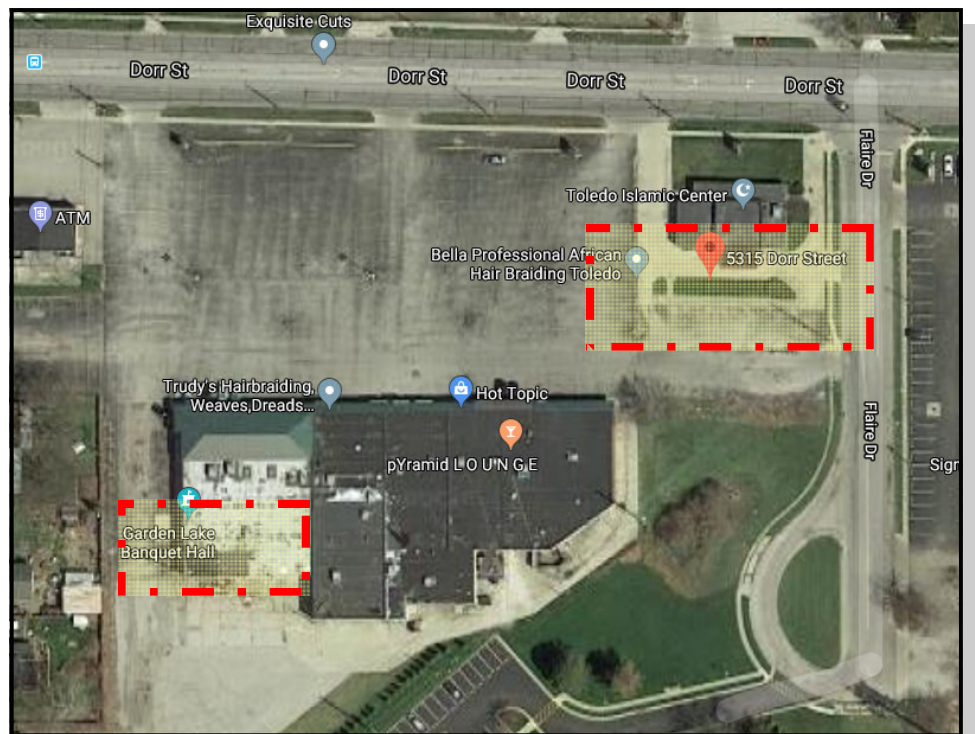 Exquisite Cuts
Dorr St
Dorr St
Dorr St
Dorr St
Flaire Dr
Toledo Islamic Center
ATM
Bella Professional African
Hair Braiding Toledo
5315 Dorr Street
Trudy's Hairbraiding,
Weaves,Dreads...
Hot Topic
Flaire Dr
pYramid L O U N G E
Sign
Garden Lake
Banquet Hall